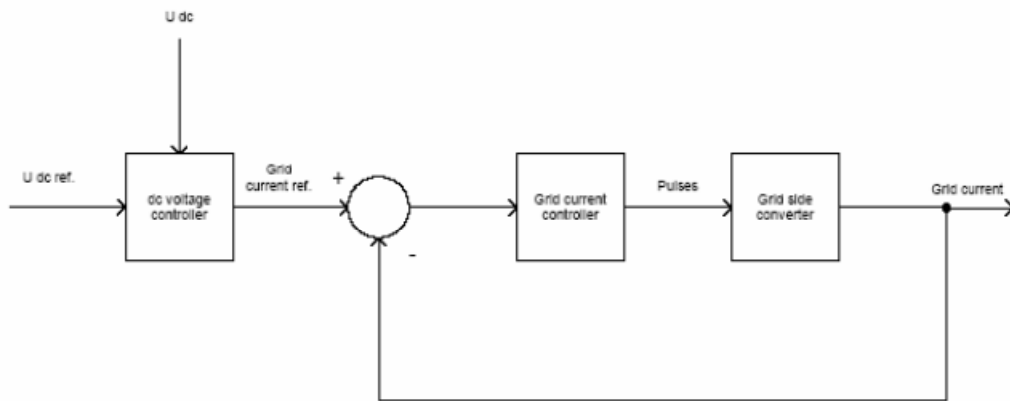 U dc
U dc ref.
dc voltage
controller
Grid
current ref.
+
-
Grid current
controller
Pulses
Grid side
converter
Grid current